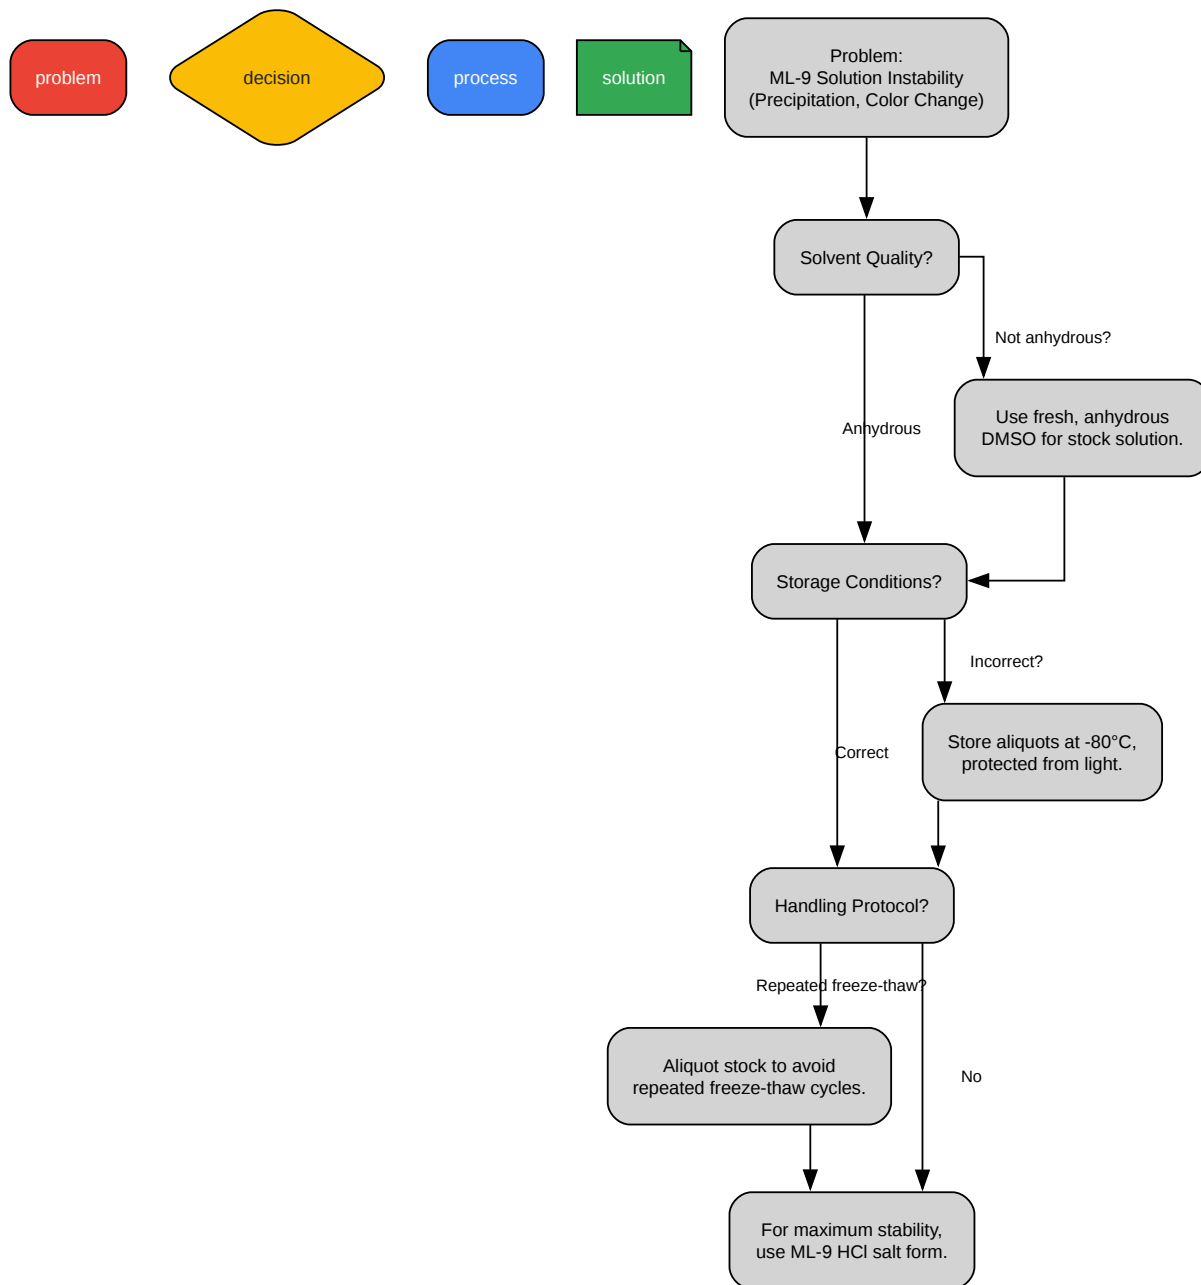 problem
decision
process
solution
Problem:
ML-9 Solution Instability
(Precipitation, Color Change)
Solvent Quality?
Not anhydrous?
Use fresh, anhydrous
DMSO for stock solution.
Anhydrous
Storage Conditions?
Incorrect?
Store aliquots at -80°C,
protected from light.
Correct
Handling Protocol?
Repeated freeze-thaw?
Aliquot stock to avoid
repeated freeze-thaw cycles.
No
For maximum stability,
use ML-9 HCl salt form.